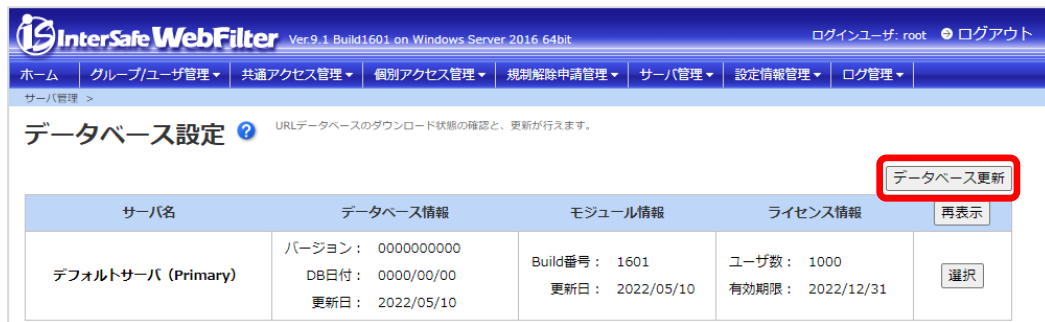 InterSafe WebFilter Ver.9.1 Build1601 on Windows Server 2016 64bit ログインユーザ: root ログアウト
ホーム グループ/ユーザ管理▼ 共通アクセス管理▼ 個別アクセス管理▼ 規制解除申請管理▼ サーバ管理▼ 設定情報管理▼ ログ管理▼
サーバ管理 >
データベース設定 ? URLデータベースのダウンロード状態の確認と、更新が行えます。
データベース更新
サーバ名 データベース情報 モジュール情報 ライセンス情報 再表示
デフォルトサーバ(Primary)
バージョン: 0000000000
DB日付: 0000/00/00
更新日: 2022/05/10
Build番号: 1601
更新日: 2022/05/10
ユーザ数: 1000
有効期限: 2022/12/31
選択